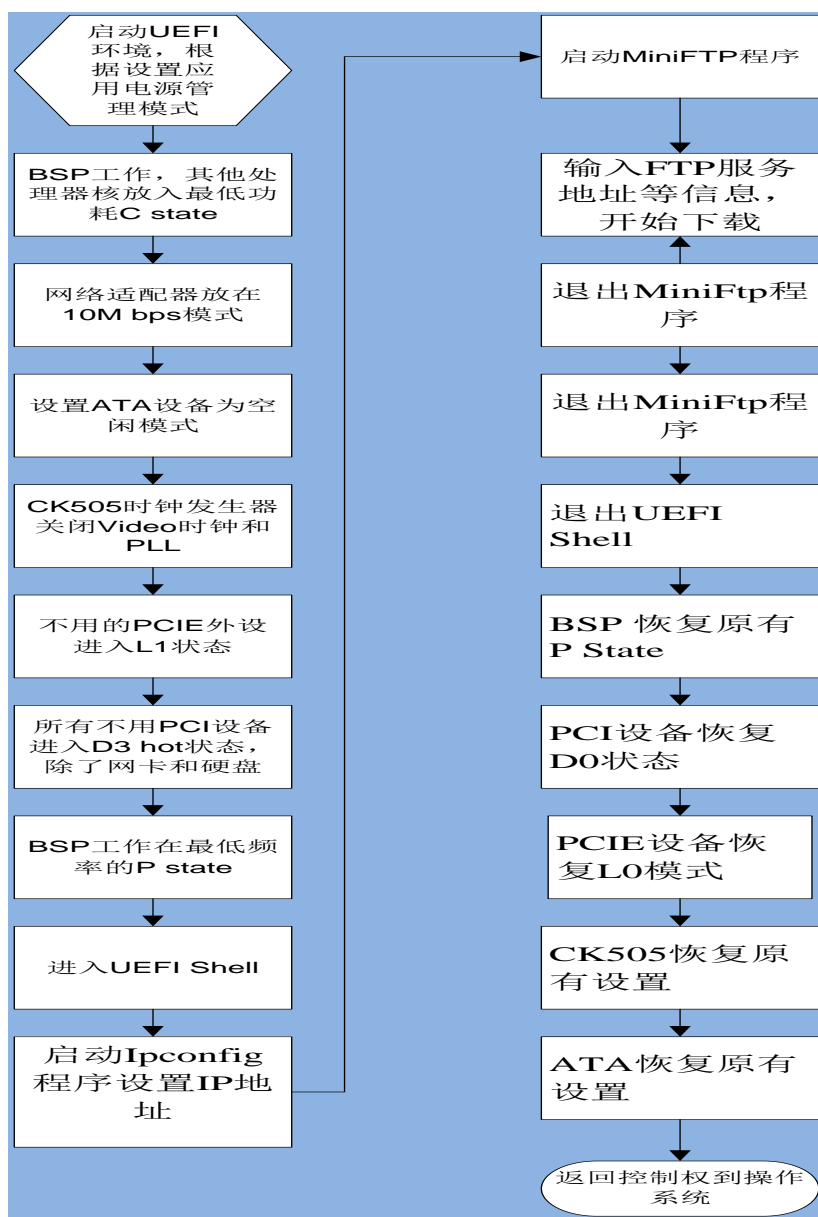 启动UEFI
环境，根
据设置应
用电源管
理模式
BSP工作，其他处
理器核放入最低功
耗C state
网络适配器放在
10M bps模式
设置ATA设备为空
闲模式
CK505时钟发生器
关闭Video时钟和
PLL
不用的PCIE外设
进入L1状态
所有不用PCI设备
进入D3 hot状态，
除了网卡和硬盘
BSP工作在最低频
率的P state
进入UEFI Shell
启动Ipconfig
程序设置IP地
址
启动MiniFTP程序
输入FTP服务
地址等信息，
开始下载
退出MiniFtp程
序
退出MiniFtp程
序
退出UEFI
Shell
BSP 恢复原有
P State
PCI设备恢复
D0状态
PCIE设备恢
复L0模式
CK505恢复原
有设置
ATA恢复原有
设置
返回控制权到操作
系统